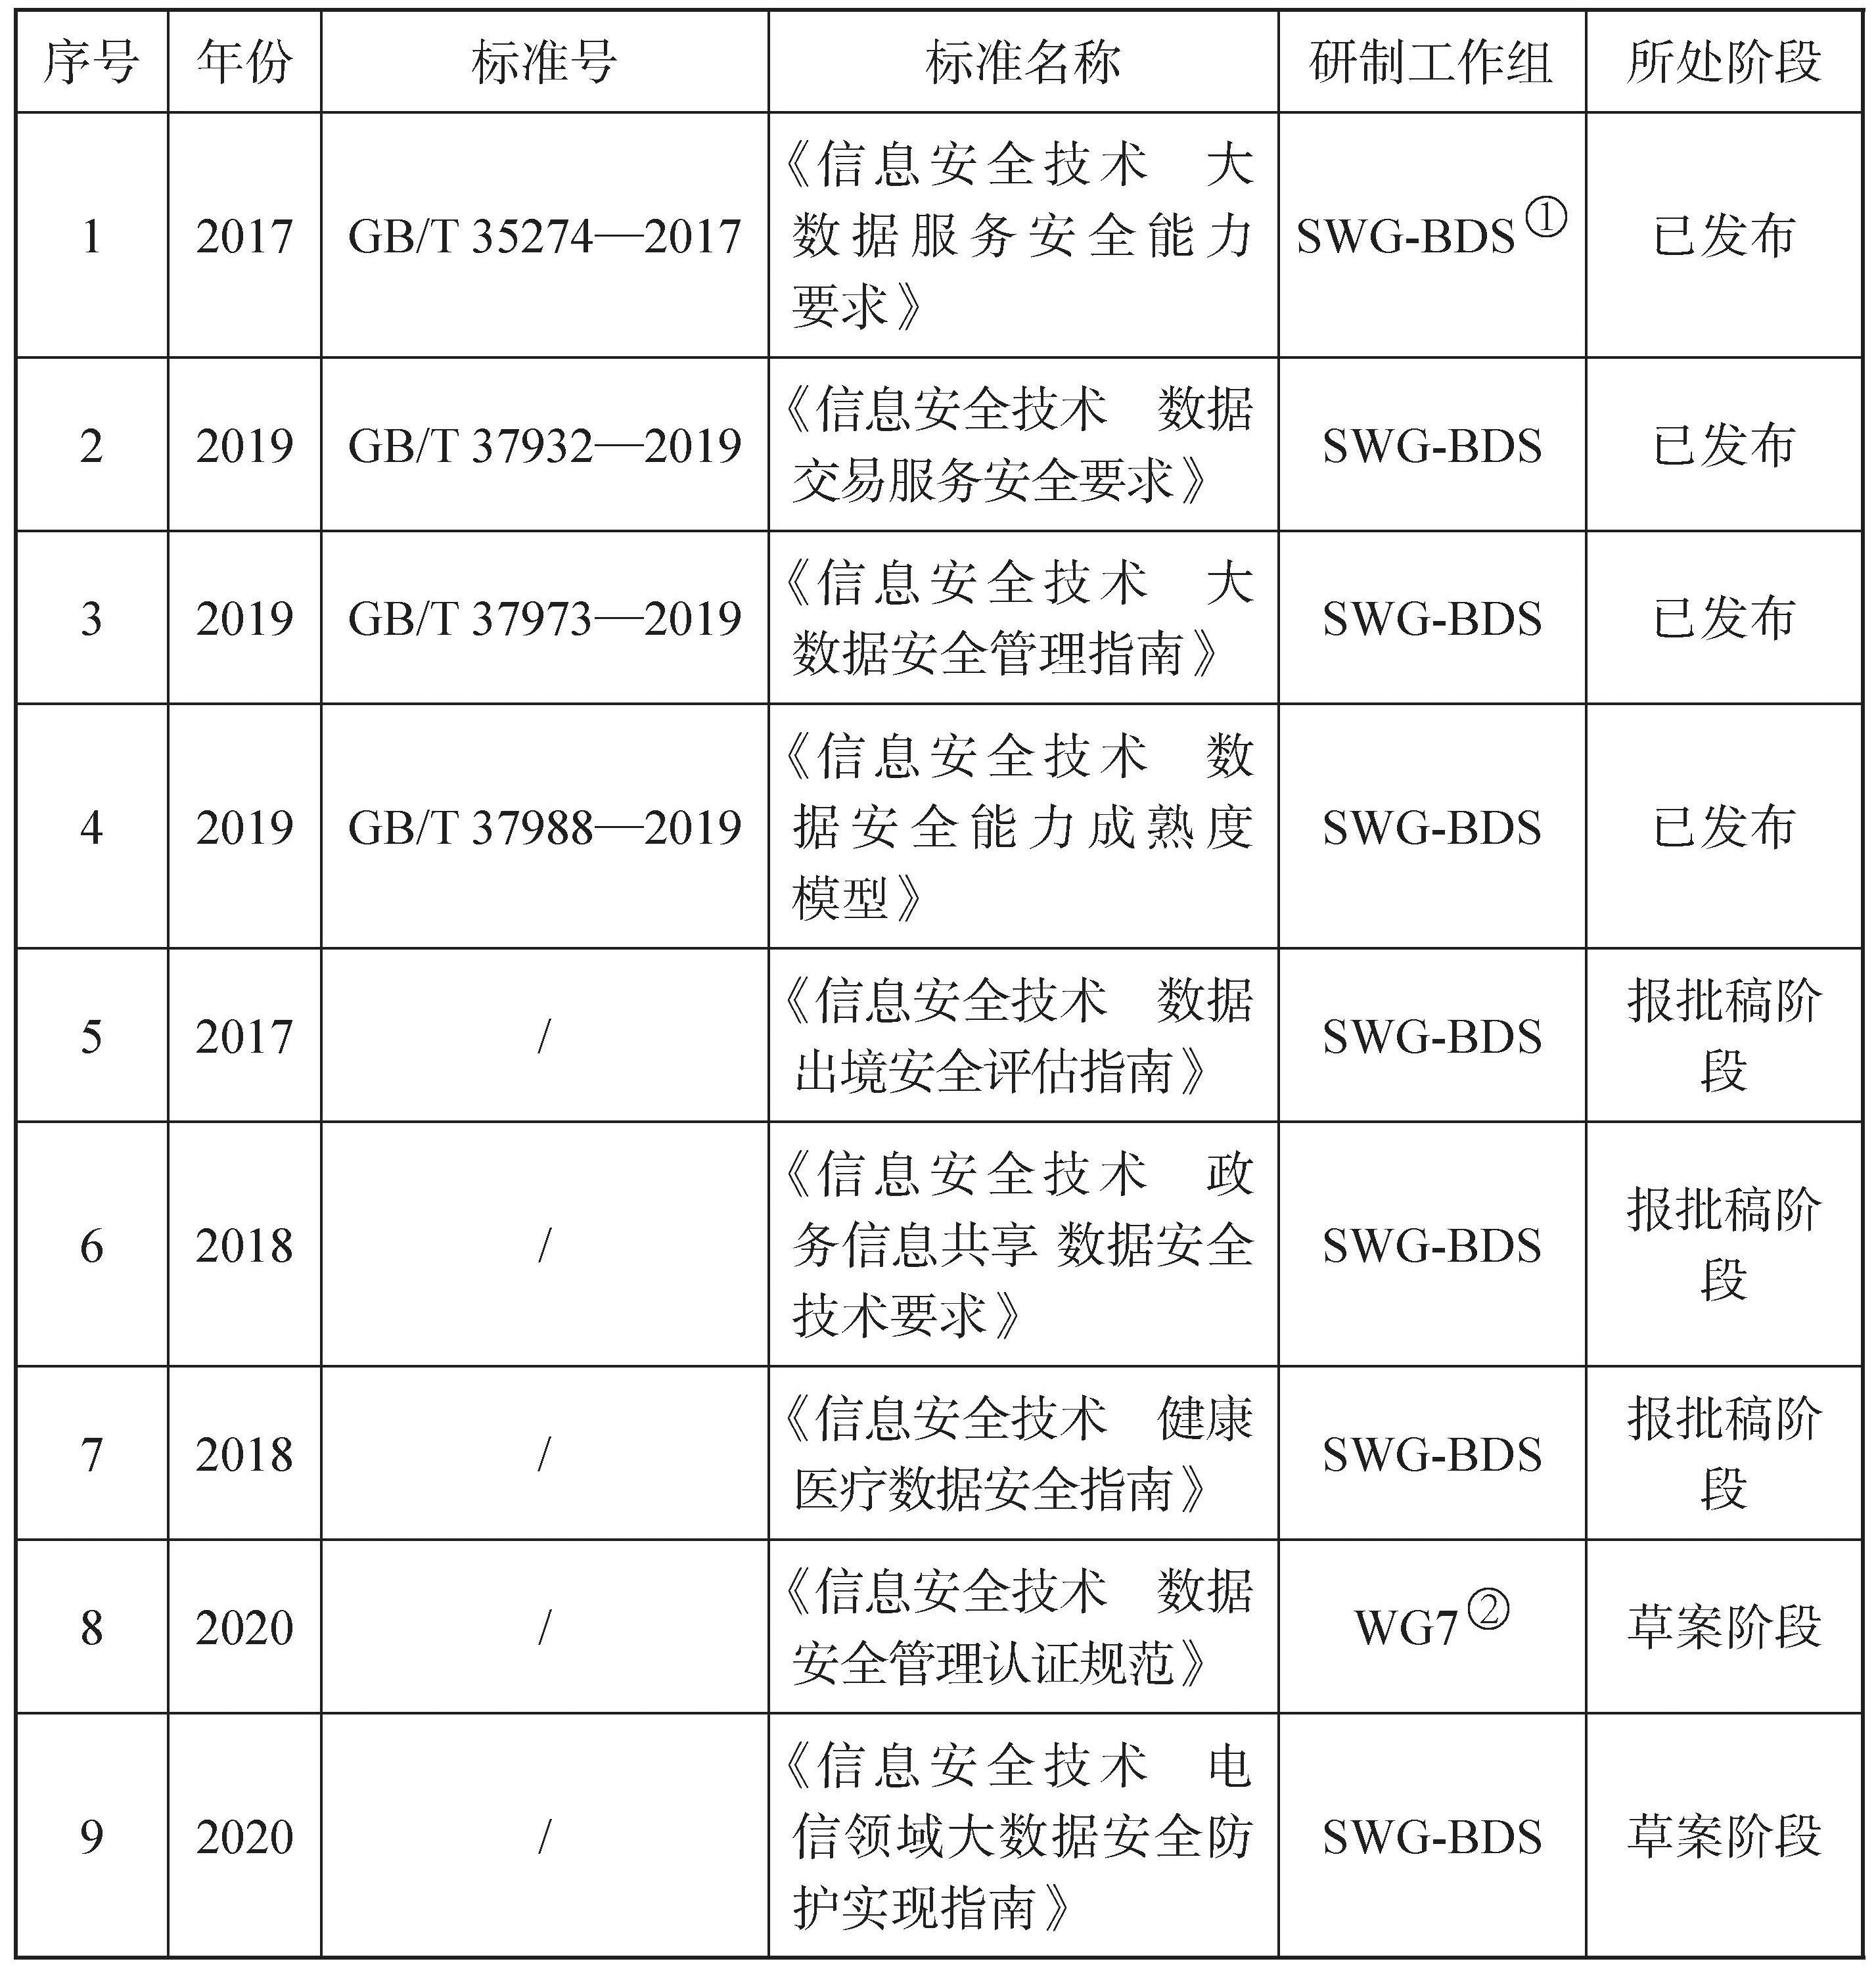 序号 年份 标准号 标准名称 研制工作组 所处阶段
《信息安全技术　大
1 2017 GB/T 35274—2017 数据服务安全能力 SWG-BDS① 已发布
要求》
《信息安全技术　数据
2 2019 GB/T 37932—2019 SWG-BDS 已发布
交易服务安全要求》
《信息安全技术　大
3 2019 GB/T 37973—2019 SWG-BDS 已发布
数据安全管理指南》
《信息安全技术　数
4 2019 GB/T 37988—2019 据安全能力成熟度 SWG-BDS 已发布
模型》
《信息安全技术　数据 报批稿阶
5 2017 / SWG-BDS
出境安全评估指南》 段
《信息安全技术　政 报批稿阶
6 2018 / 务信息共享 数据安全 SWG-BDS
技术要求》 段
《信息安全技术　健康 报批稿阶
7 2018 / SWG-BDS
医疗数据安全指南》 段
《信息安全技术　数据
8 2020 / WG7② 草案阶段
安全管理认证规范》
《信息安全技术　电
9 2020 / 信领域大数据安全防 SWG-BDS 草案阶段
护实现指南》